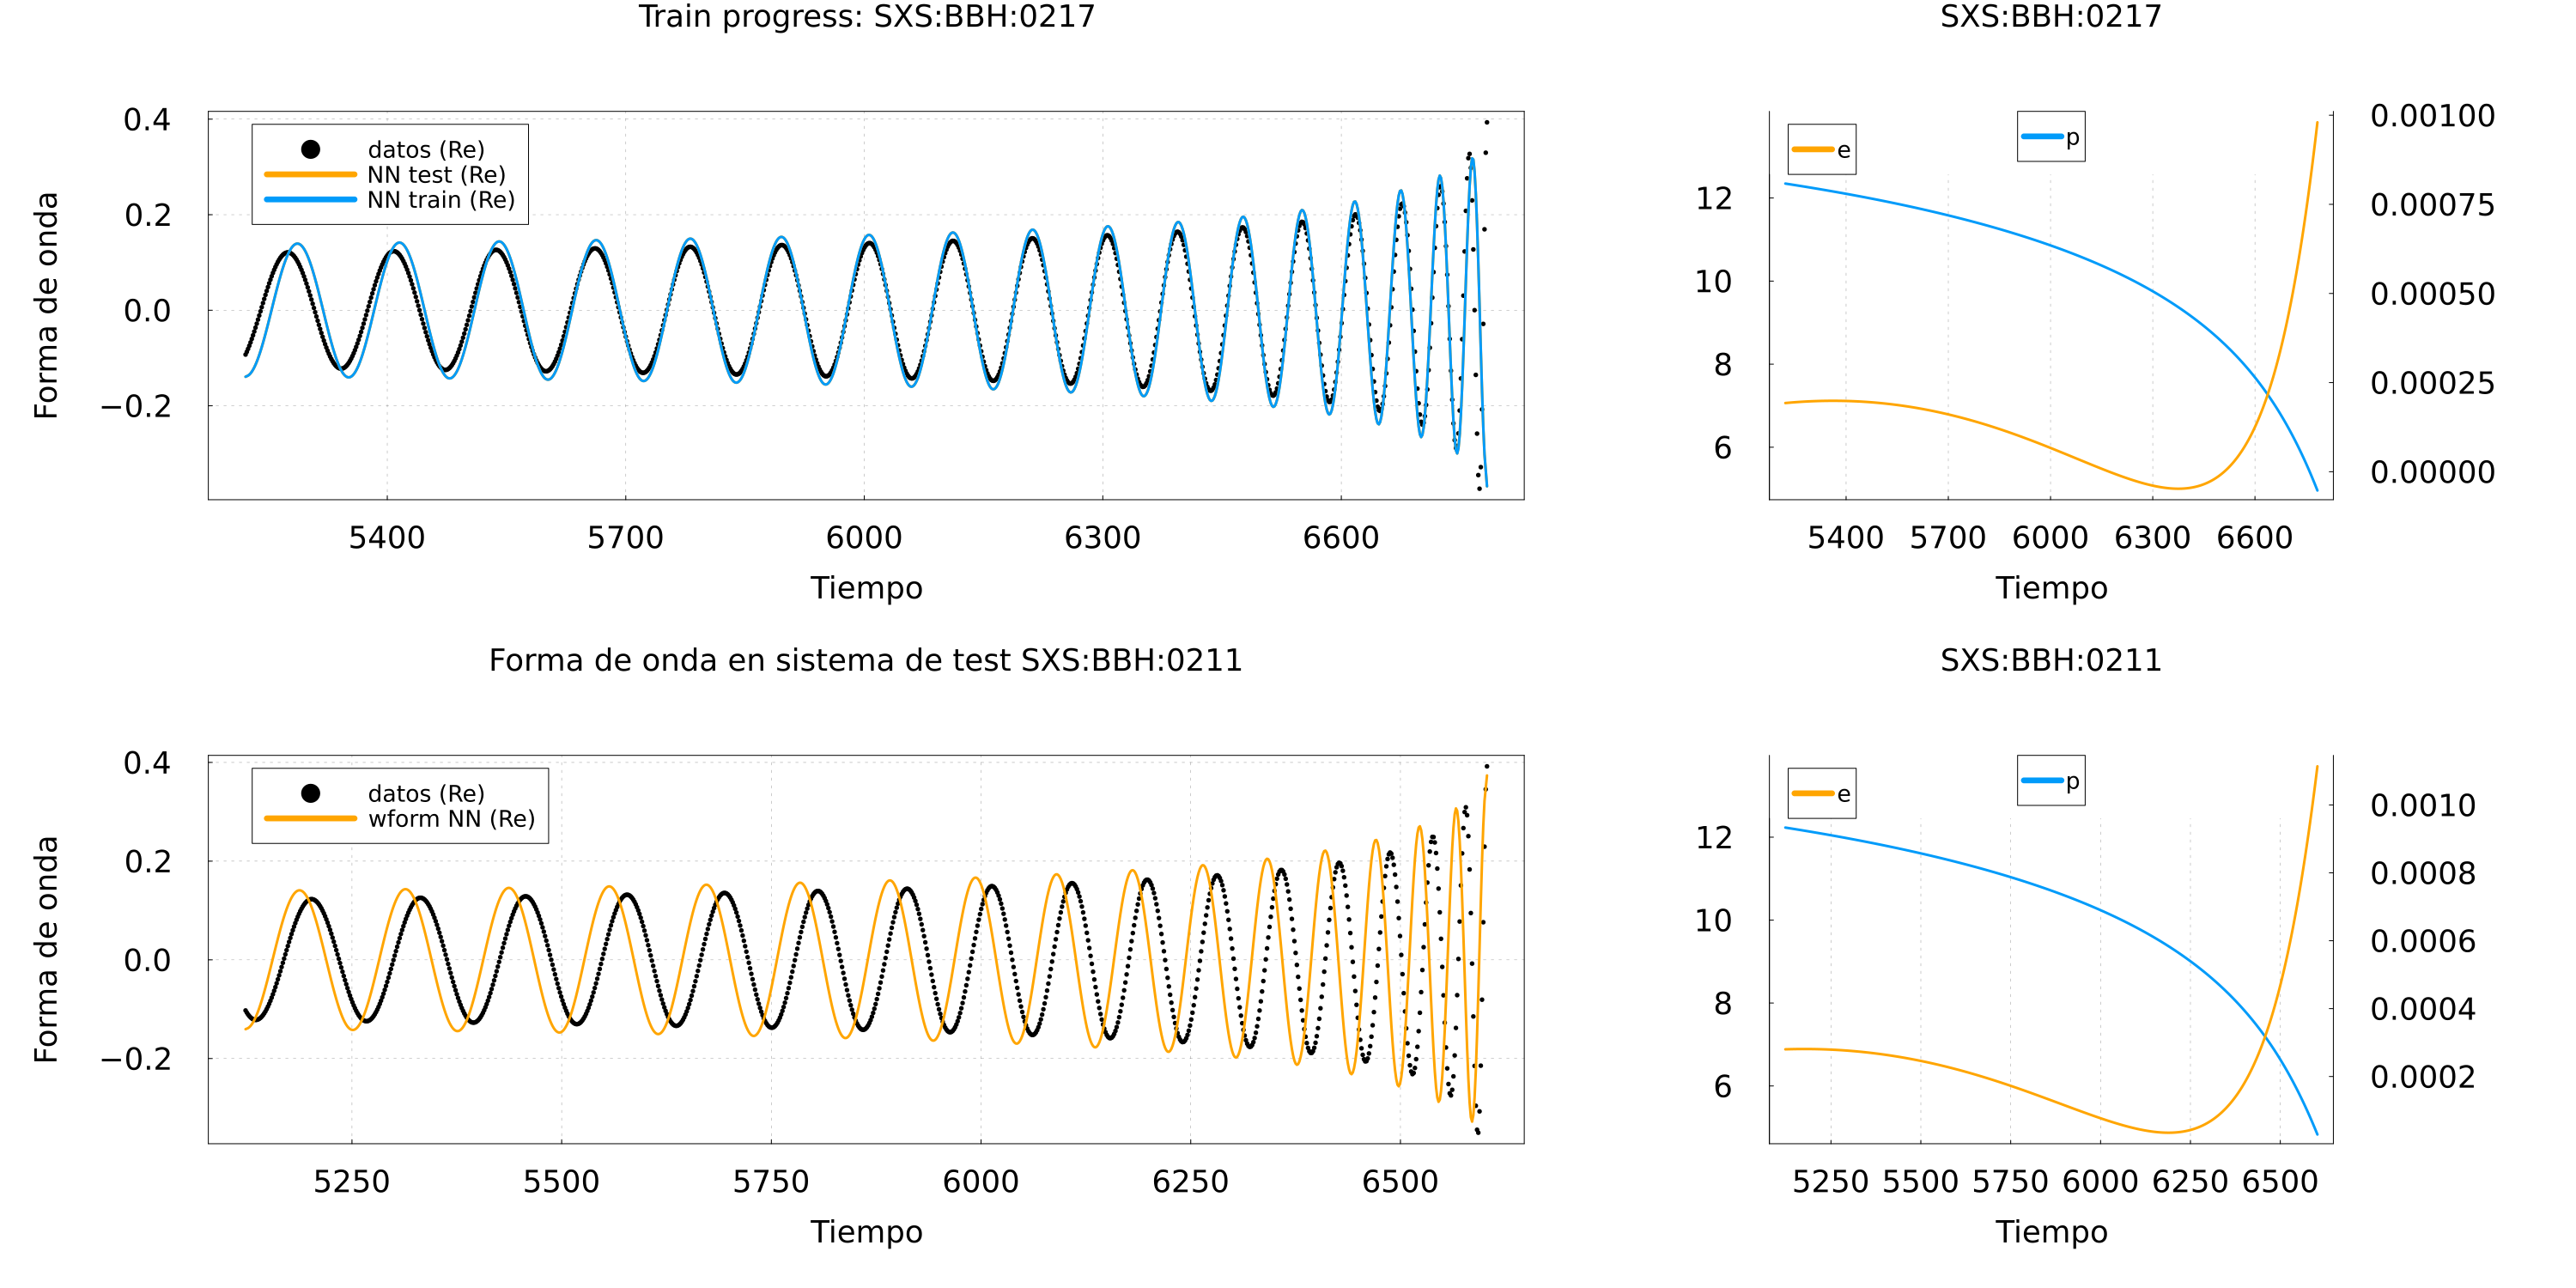 Train progress: SXS:BBH:0217
Forma de onda
0.4
0.2
0.0
−0.2
datos (Re)
NN test (Re)
NN train (Re)
5400 5700 6000 6300 6600
Tiempo
SXS:BBH:0217
12
10
8
6
e
p
0.00100
0.00075
0.00050
0.00025
0.00000
5400 5700 6000 6300 6600
Tiempo
Forma de onda en sistema de test SXS:BBH:0211
Forma de onda
0.4
0.2
0.0
−0.2
datos (Re)
wform NN (Re)
5250 5500 5750 6000 6250 6500
Tiempo
SXS:BBH:0211
12
10
8
6
e
p
0.0010
0.0008
0.0006
0.0004
0.0002
5250 5500 5750 6000 6250 6500
Tiempo